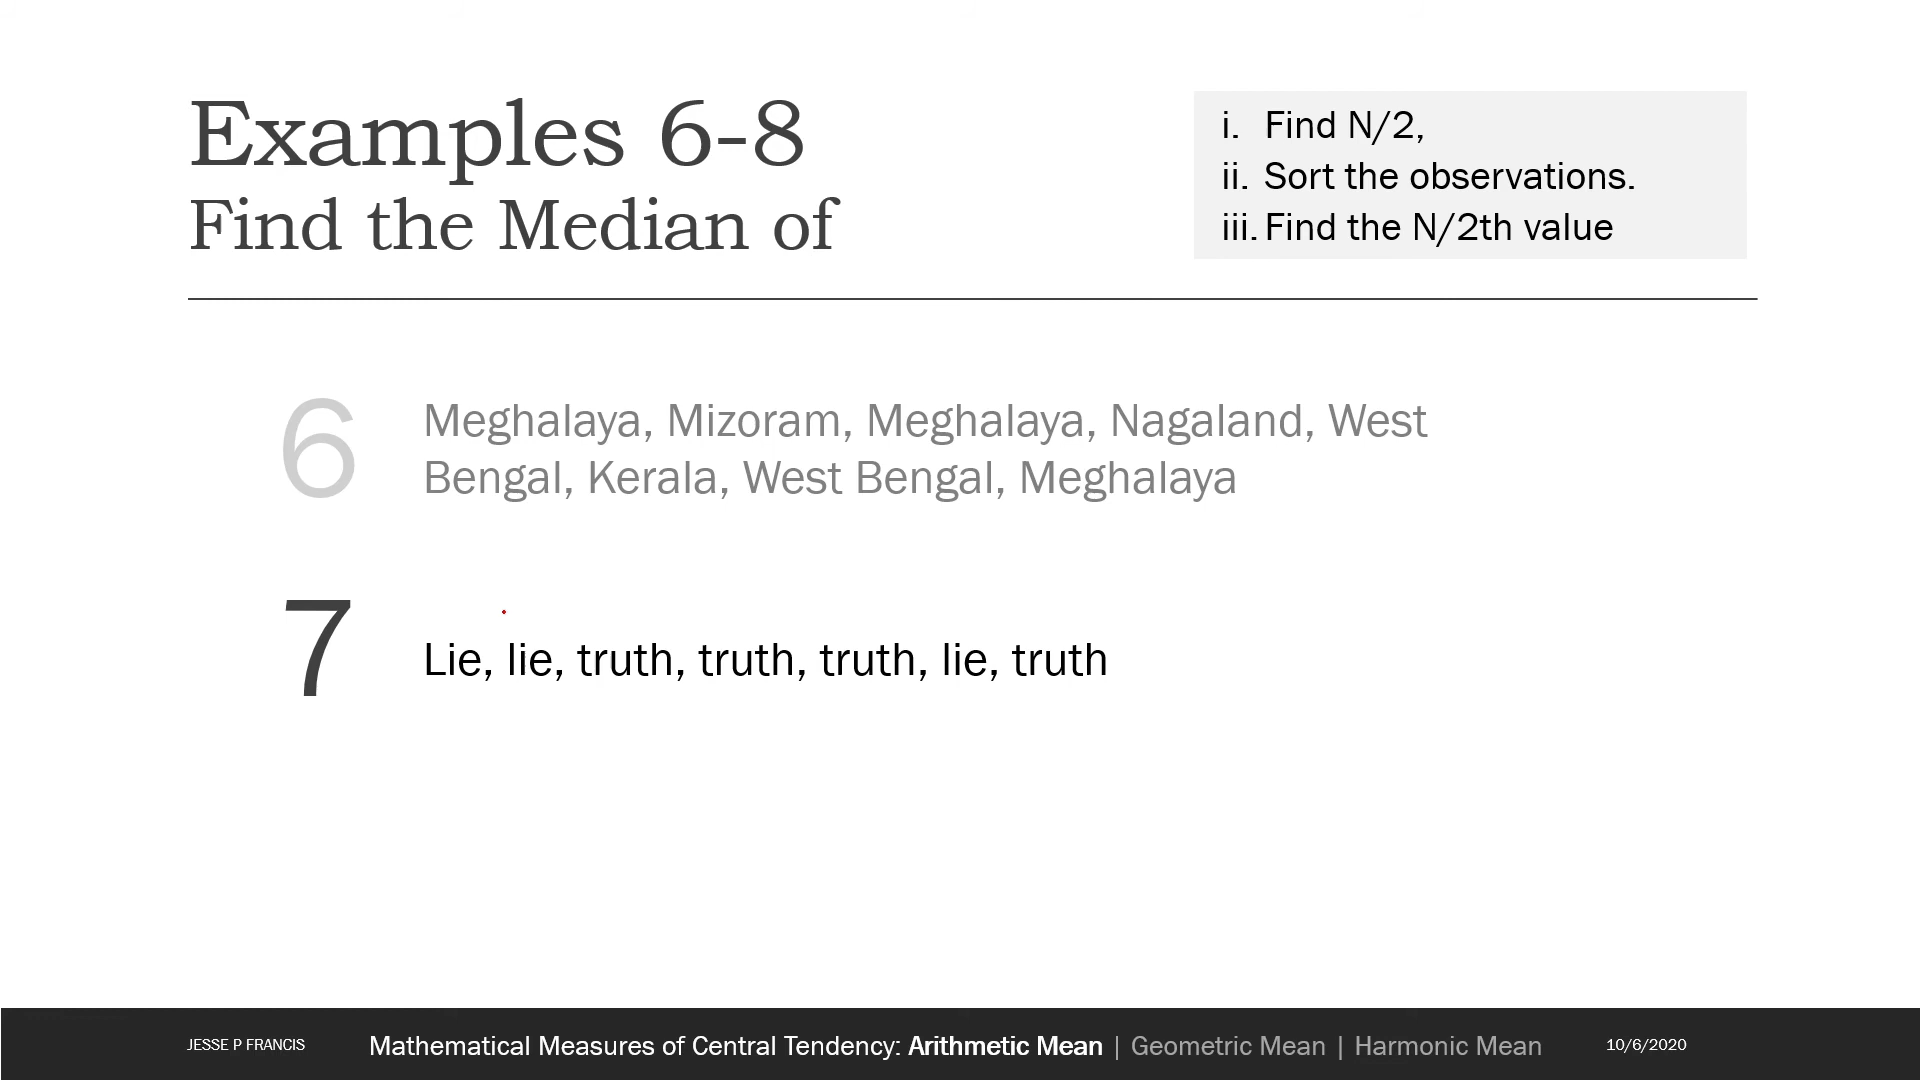 Examples 6-8
Find the Median of
i. Find N/2,
ii. Sort the observations.
iii. Find the N/2th value
6
Meghalaya, Mizoram, Meghalaya, Nagaland, West
Bengal, Kerala, West Bengal, Meghalaya
7
Lie, lie, truth, truth, truth, lie, truth
JESSE P FRANCIS
Mathematical Measures of Central Tendency: Arithmetic Mean | Geometric Mean | Harmonic Mean
10/6/2020